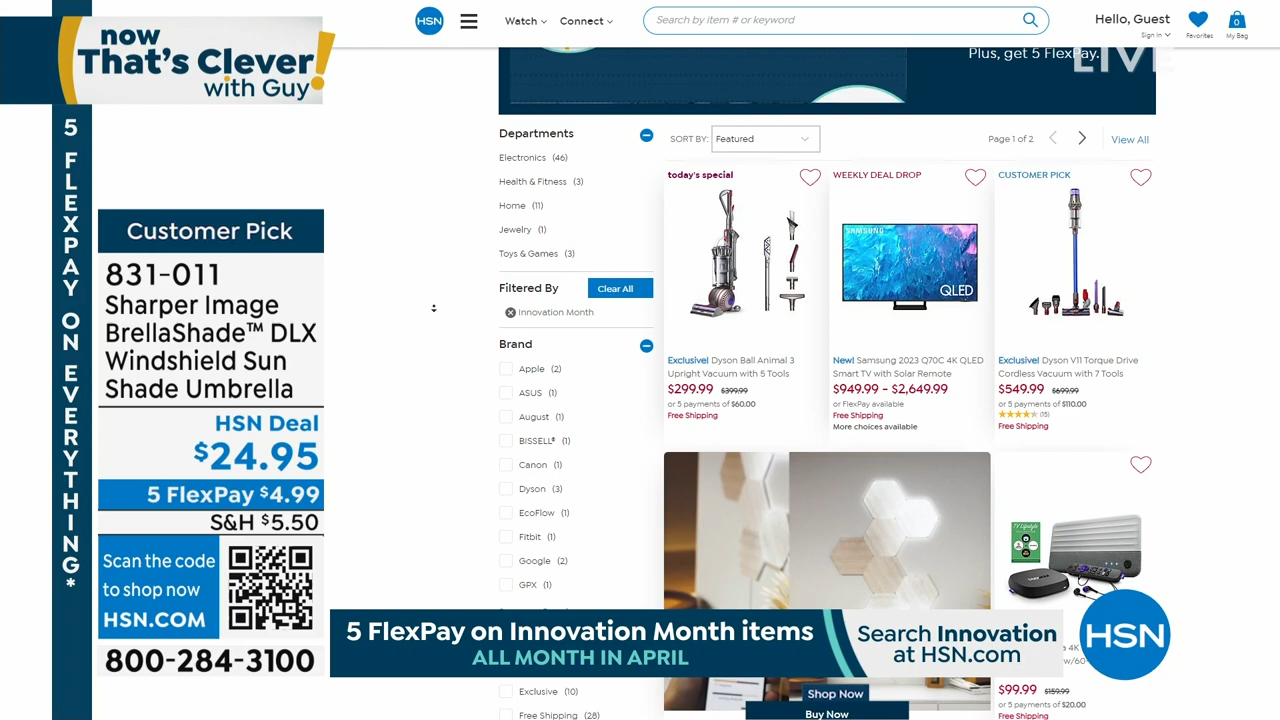 now
That's Clever!
with Guy
5 FLEXPAY ON EVERYTHING*
Customer Pick
831-011
Sharper Image
BrellaShade™ DLX
Windshield Sun
Shade Umbrella
HSN Deal
$24.95
5 FlexPay $4.99
S&H $5.50
Scan the code
to shop now
HSN.COM
800-284-3100
HSN
Watch
Connect
Search by item # or keyword
Hello, Guest
Sign In
Favorites
0
My Bag
Plus, get 5 FlexPay.
LIVE
Departments
Electronics (46)
Health & Fitness (3)
Home (11)
Jewelry (1)
Toys & Games (3)
Filtered By
Clear All
Innovation Month
Brand
Apple (2)
ASUS (1)
August (1)
BISSELL® (1)
Canon (1)
Dyson (3)
EcoFlow (1)
Fitbit (1)
Google (2)
GPX (1)
Exclusive (10)
Free Shipping (28)
SORT BY: Featured
Page 1 of 2
View All
today's special
Exclusive! Dyson Ball Animal 3
Upright Vacuum with 5 Tools
$299.99 $399.99
or 5 payments of $60.00
Free Shipping
WEEKLY DEAL DROP
SAMSUNG
QLED
New! Samsung 2023 Q70C 4K QLED
Smart TV with Solar Remote
$949.99 - $2,649.99
or FlexPay available
Free Shipping
More choices available
CUSTOMER PICK
Exclusive! Dyson V11 Torque Drive
Cordless Vacuum with 7 Tools
$549.99 $699.99
or 5 payments of $110.00
(15)
Free Shipping
TV Lifestyle
4K
w/60-
$99.99 $159.99
or 5 payments of $20.00
Free Shipping
5 FlexPay on Innovation Month items
ALL MONTH IN APRIL
Search Innovation
at HSN.com
HSN
Shop Now
Buy Now